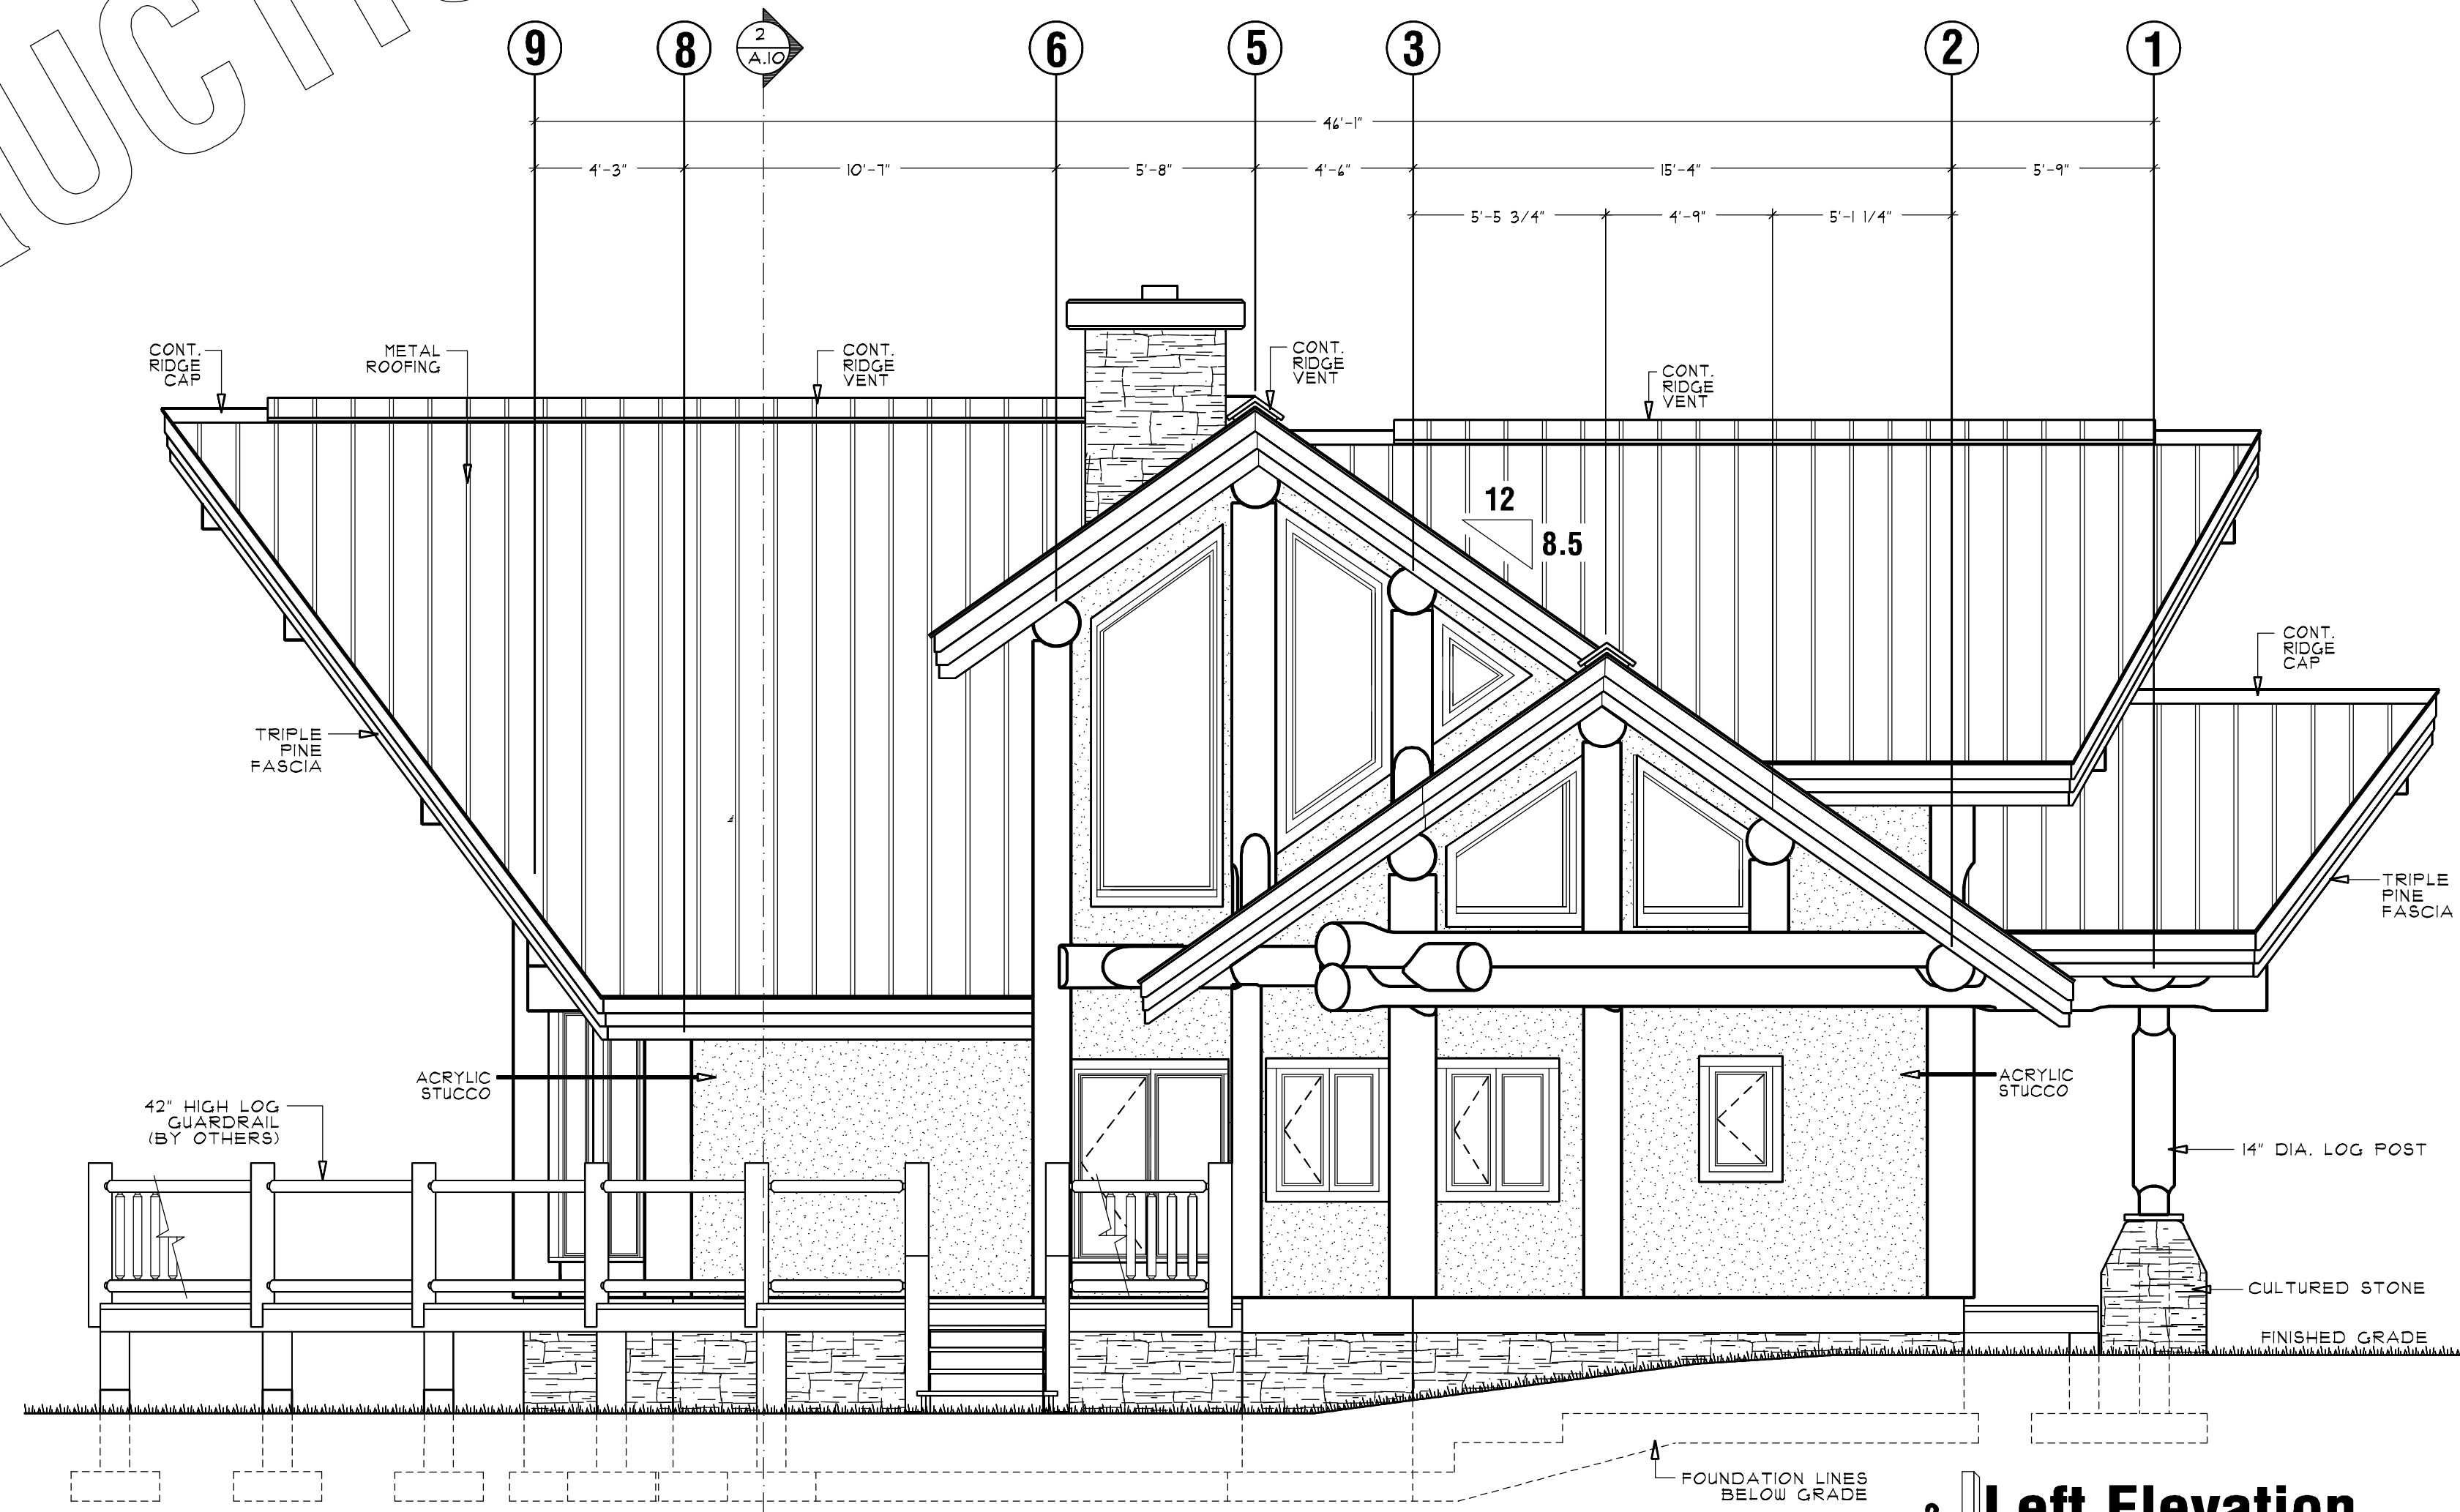 9
8
2
A.10
6
5
3
2
1
46'-1"
4'-3"
10'-7"
5'-8"
4'-6"
15'-4"
5'-9"
5'-5 3/4"
4'-9"
5'-1 1/4"
CONT.
RIDGE
CAP
METAL
ROOFING
CONT.
RIDGE
VENT
CONT.
RIDGE
VENT
CONT.
RIDGE
VENT
12
8.5
CONT.
RIDGE
CAP
TRIPLE
PINE
FASCIA
TRIPLE
PINE
FASCIA
ACRYLIC
STUCCO
ACRYLIC
STUCCO
42" HIGH LOG
GUARDRAIL
(BY OTHERS)
14" DIA. LOG POST
CULTURED STONE
FINISHED GRADE
FOUNDATION LINES
BELOW GRADE
Left Elevation